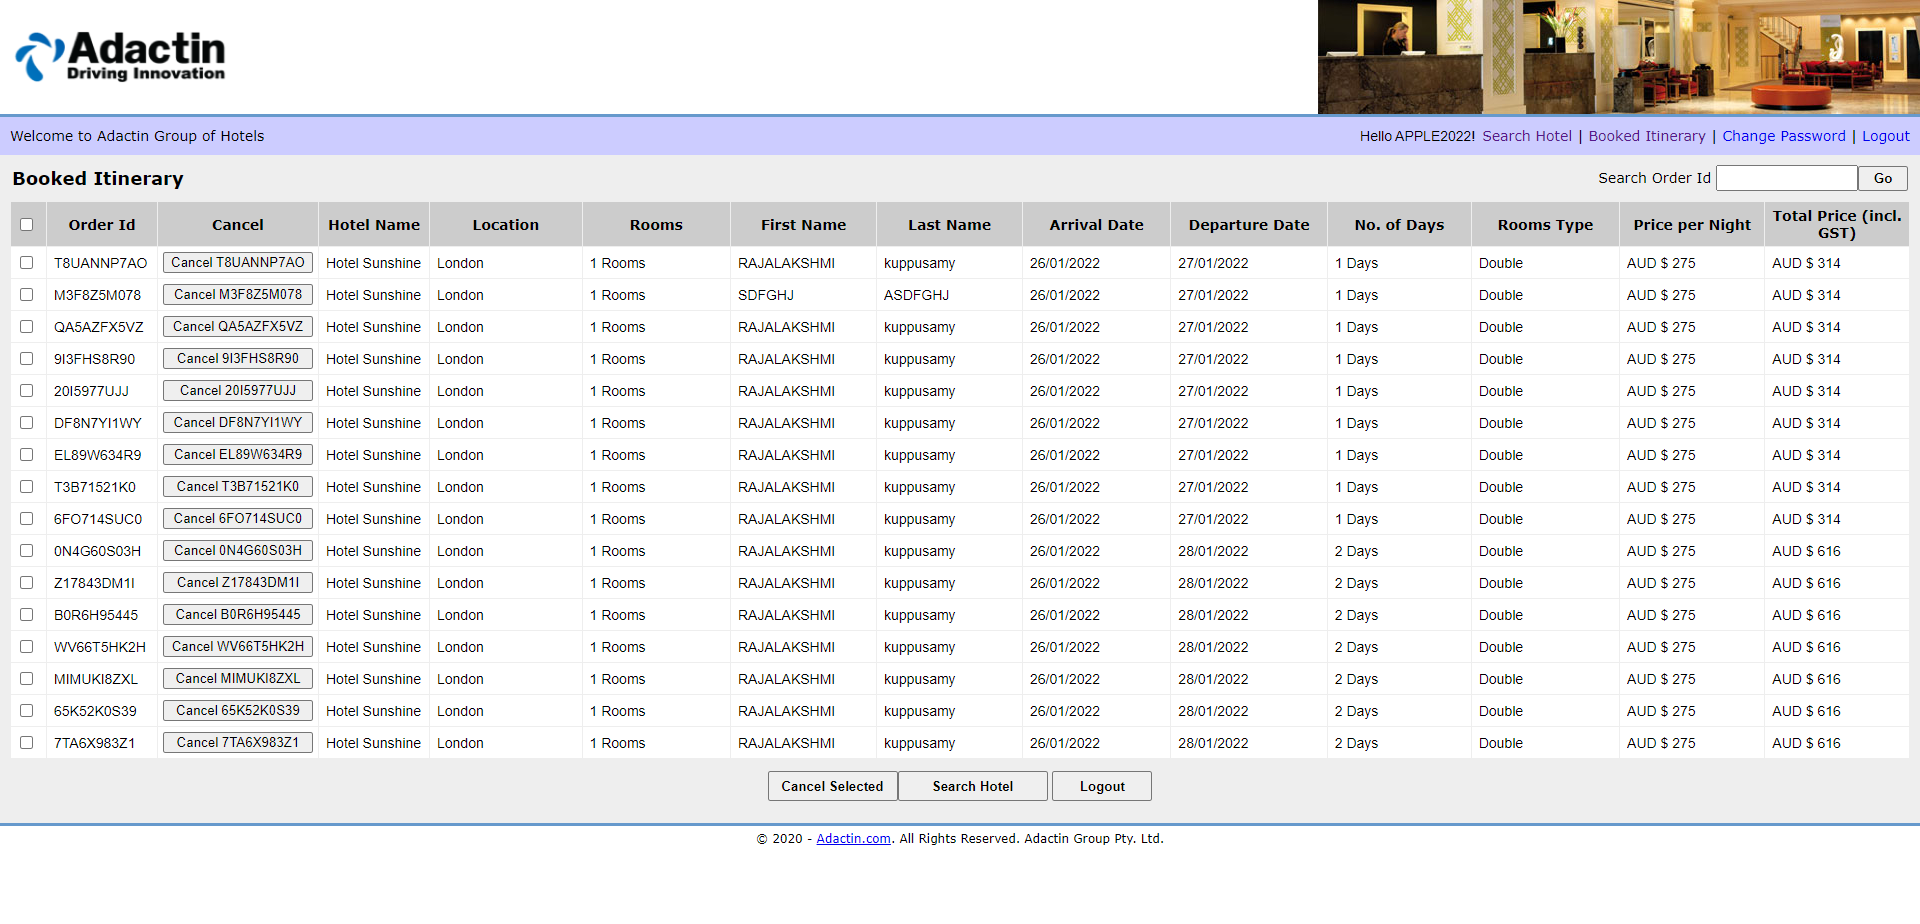 Adactin
Driving Innovation
Welcome to Adactin Group of Hotels
Hello APPLE2022! Search Hotel | Booked Itinerary | Change Password | Logout
Booked Itinerary
Search Order Id Go
Order Id Cancel Hotel Name Location Rooms First Name Last Name Arrival Date Departure Date No. of Days Rooms Type Price per Night Total Price (incl. GST)
T8UANNP7AO Cancel T8UANNP7AO Hotel Sunshine London 1 Rooms RAJALAKSHMI kuppusamy 26/01/2022 27/01/2022 1 Days Double AUD $ 275 AUD $ 314
M3F8Z5M078 Cancel M3F8Z5M078 Hotel Sunshine London 1 Rooms SDFGHJ ASDFGHJ 26/01/2022 27/01/2022 1 Days Double AUD $ 275 AUD $ 314
QA5AZFX5VZ Cancel QA5AZFX5VZ Hotel Sunshine London 1 Rooms RAJALAKSHMI kuppusamy 26/01/2022 27/01/2022 1 Days Double AUD $ 275 AUD $ 314
9I3FHS8R90 Cancel 9I3FHS8R90 Hotel Sunshine London 1 Rooms RAJALAKSHMI kuppusamy 26/01/2022 27/01/2022 1 Days Double AUD $ 275 AUD $ 314
20I5977UJJ Cancel 20I5977UJJ Hotel Sunshine London 1 Rooms RAJALAKSHMI kuppusamy 26/01/2022 27/01/2022 1 Days Double AUD $ 275 AUD $ 314
DF8N7YI1WY Cancel DF8N7YI1WY Hotel Sunshine London 1 Rooms RAJALAKSHMI kuppusamy 26/01/2022 27/01/2022 1 Days Double AUD $ 275 AUD $ 314
EL89W634R9 Cancel EL89W634R9 Hotel Sunshine London 1 Rooms RAJALAKSHMI kuppusamy 26/01/2022 27/01/2022 1 Days Double AUD $ 275 AUD $ 314
T3B71521K0 Cancel T3B71521K0 Hotel Sunshine London 1 Rooms RAJALAKSHMI kuppusamy 26/01/2022 27/01/2022 1 Days Double AUD $ 275 AUD $ 314
6FO714SUC0 Cancel 6FO714SUC0 Hotel Sunshine London 1 Rooms RAJALAKSHMI kuppusamy 26/01/2022 27/01/2022 1 Days Double AUD $ 275 AUD $ 314
0N4G60S03H Cancel 0N4G60S03H Hotel Sunshine London 1 Rooms RAJALAKSHMI kuppusamy 26/01/2022 28/01/2022 2 Days Double AUD $ 275 AUD $ 616
Z17843DM1I Cancel Z17843DM1I Hotel Sunshine London 1 Rooms RAJALAKSHMI kuppusamy 26/01/2022 28/01/2022 2 Days Double AUD $ 275 AUD $ 616
B0R6H95445 Cancel B0R6H95445 Hotel Sunshine London 1 Rooms RAJALAKSHMI kuppusamy 26/01/2022 28/01/2022 2 Days Double AUD $ 275 AUD $ 616
WV66T5HK2H Cancel WV66T5HK2H Hotel Sunshine London 1 Rooms RAJALAKSHMI kuppusamy 26/01/2022 28/01/2022 2 Days Double AUD $ 275 AUD $ 616
MIMUKI8ZXL Cancel MIMUKI8ZXL Hotel Sunshine London 1 Rooms RAJALAKSHMI kuppusamy 26/01/2022 28/01/2022 2 Days Double AUD $ 275 AUD $ 616
65K52K0S39 Cancel 65K52K0S39 Hotel Sunshine London 1 Rooms RAJALAKSHMI kuppusamy 26/01/2022 28/01/2022 2 Days Double AUD $ 275 AUD $ 616
7TA6X983Z1 Cancel 7TA6X983Z1 Hotel Sunshine London 1 Rooms RAJALAKSHMI kuppusamy 26/01/2022 28/01/2022 2 Days Double AUD $ 275 AUD $ 616
Cancel Selected Search Hotel Logout
© 2020 - Adactin.com. All Rights Reserved. Adactin Group Pty. Ltd.